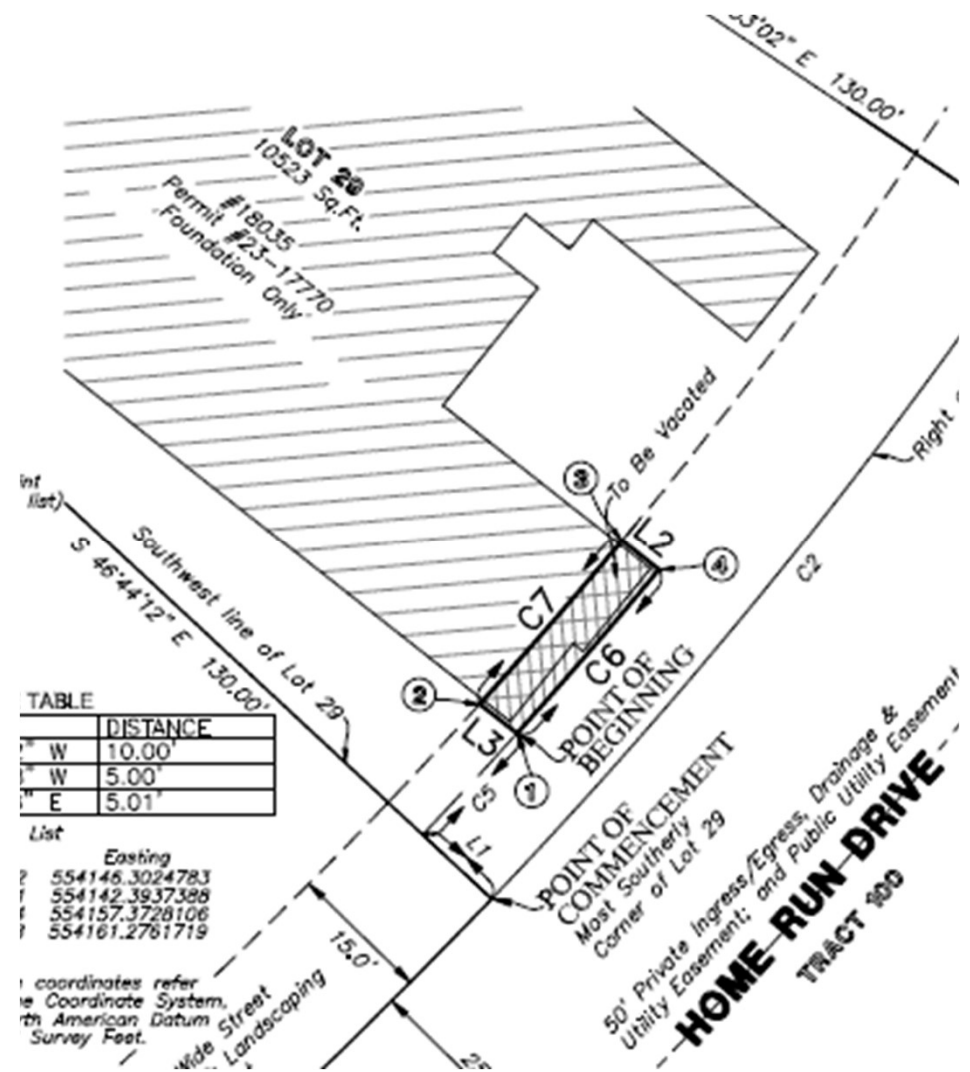 3'02" E 130.00'
LOT 29
10523 Sq.Ft.
#18035
Permit #23-17770
Foundation Only
To Be Vacated
Right
C2
list)
S 46°44'12" E 130.00'
Southwest line of Lot 29
3
L2
4
C7
C6
2
L3
1
POINT OF
BEGINNING
C5
L1
POINT OF
COMMENCEMENT
Most Southerly
Corner of Lot 29
TABLE
DISTANCE
W 10.00'
W 5.00'
E 5.01'
List
Easting
554146.3024783
554142.3937388
554157.3728106
554161.2761719
coordinates refer
Coordinate System,
American Datum
Survey Feet.
15.0'
Wide Street
Landscaping
50' Private Ingress/Egress, Drainage &
Utility Easement; and Public Utility Easement
HOME RUN DRIVE
TRACT 100